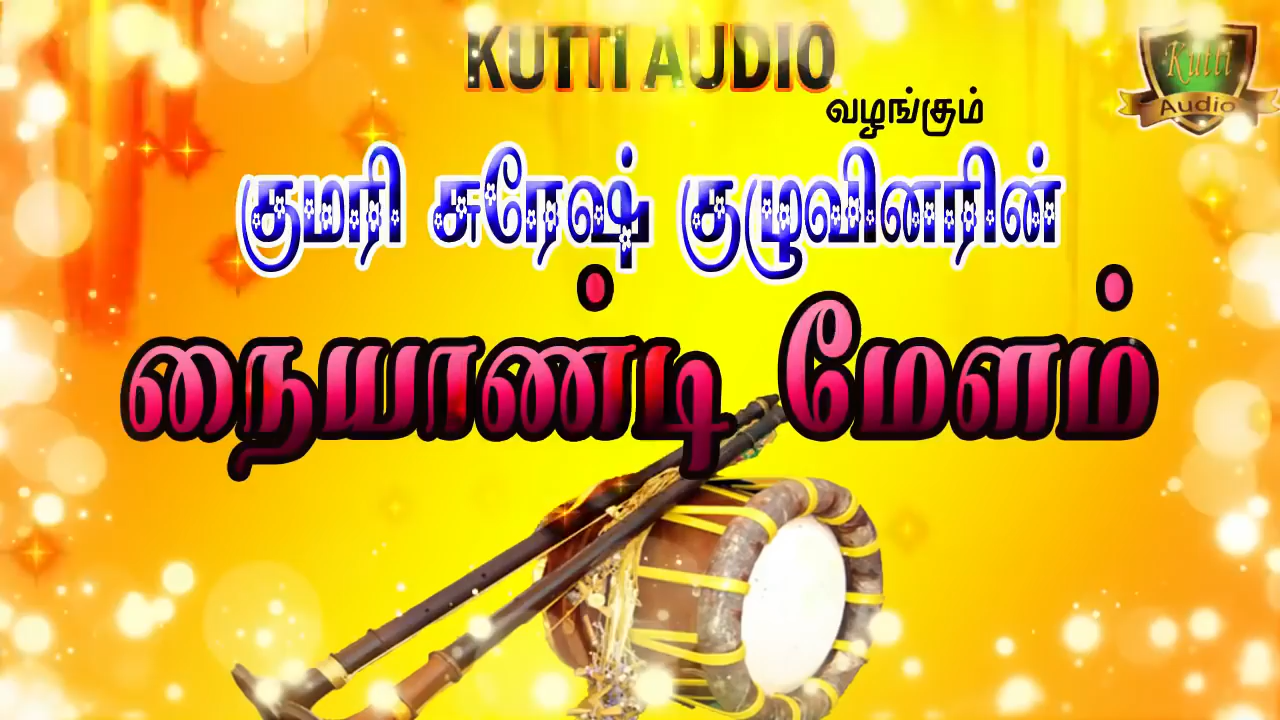 KUTTI AUDIO
வழங்கும்
குமரி சுரேஷ் குழுவினரின்
நையாண்டி மேளம்
Kutti
Audio